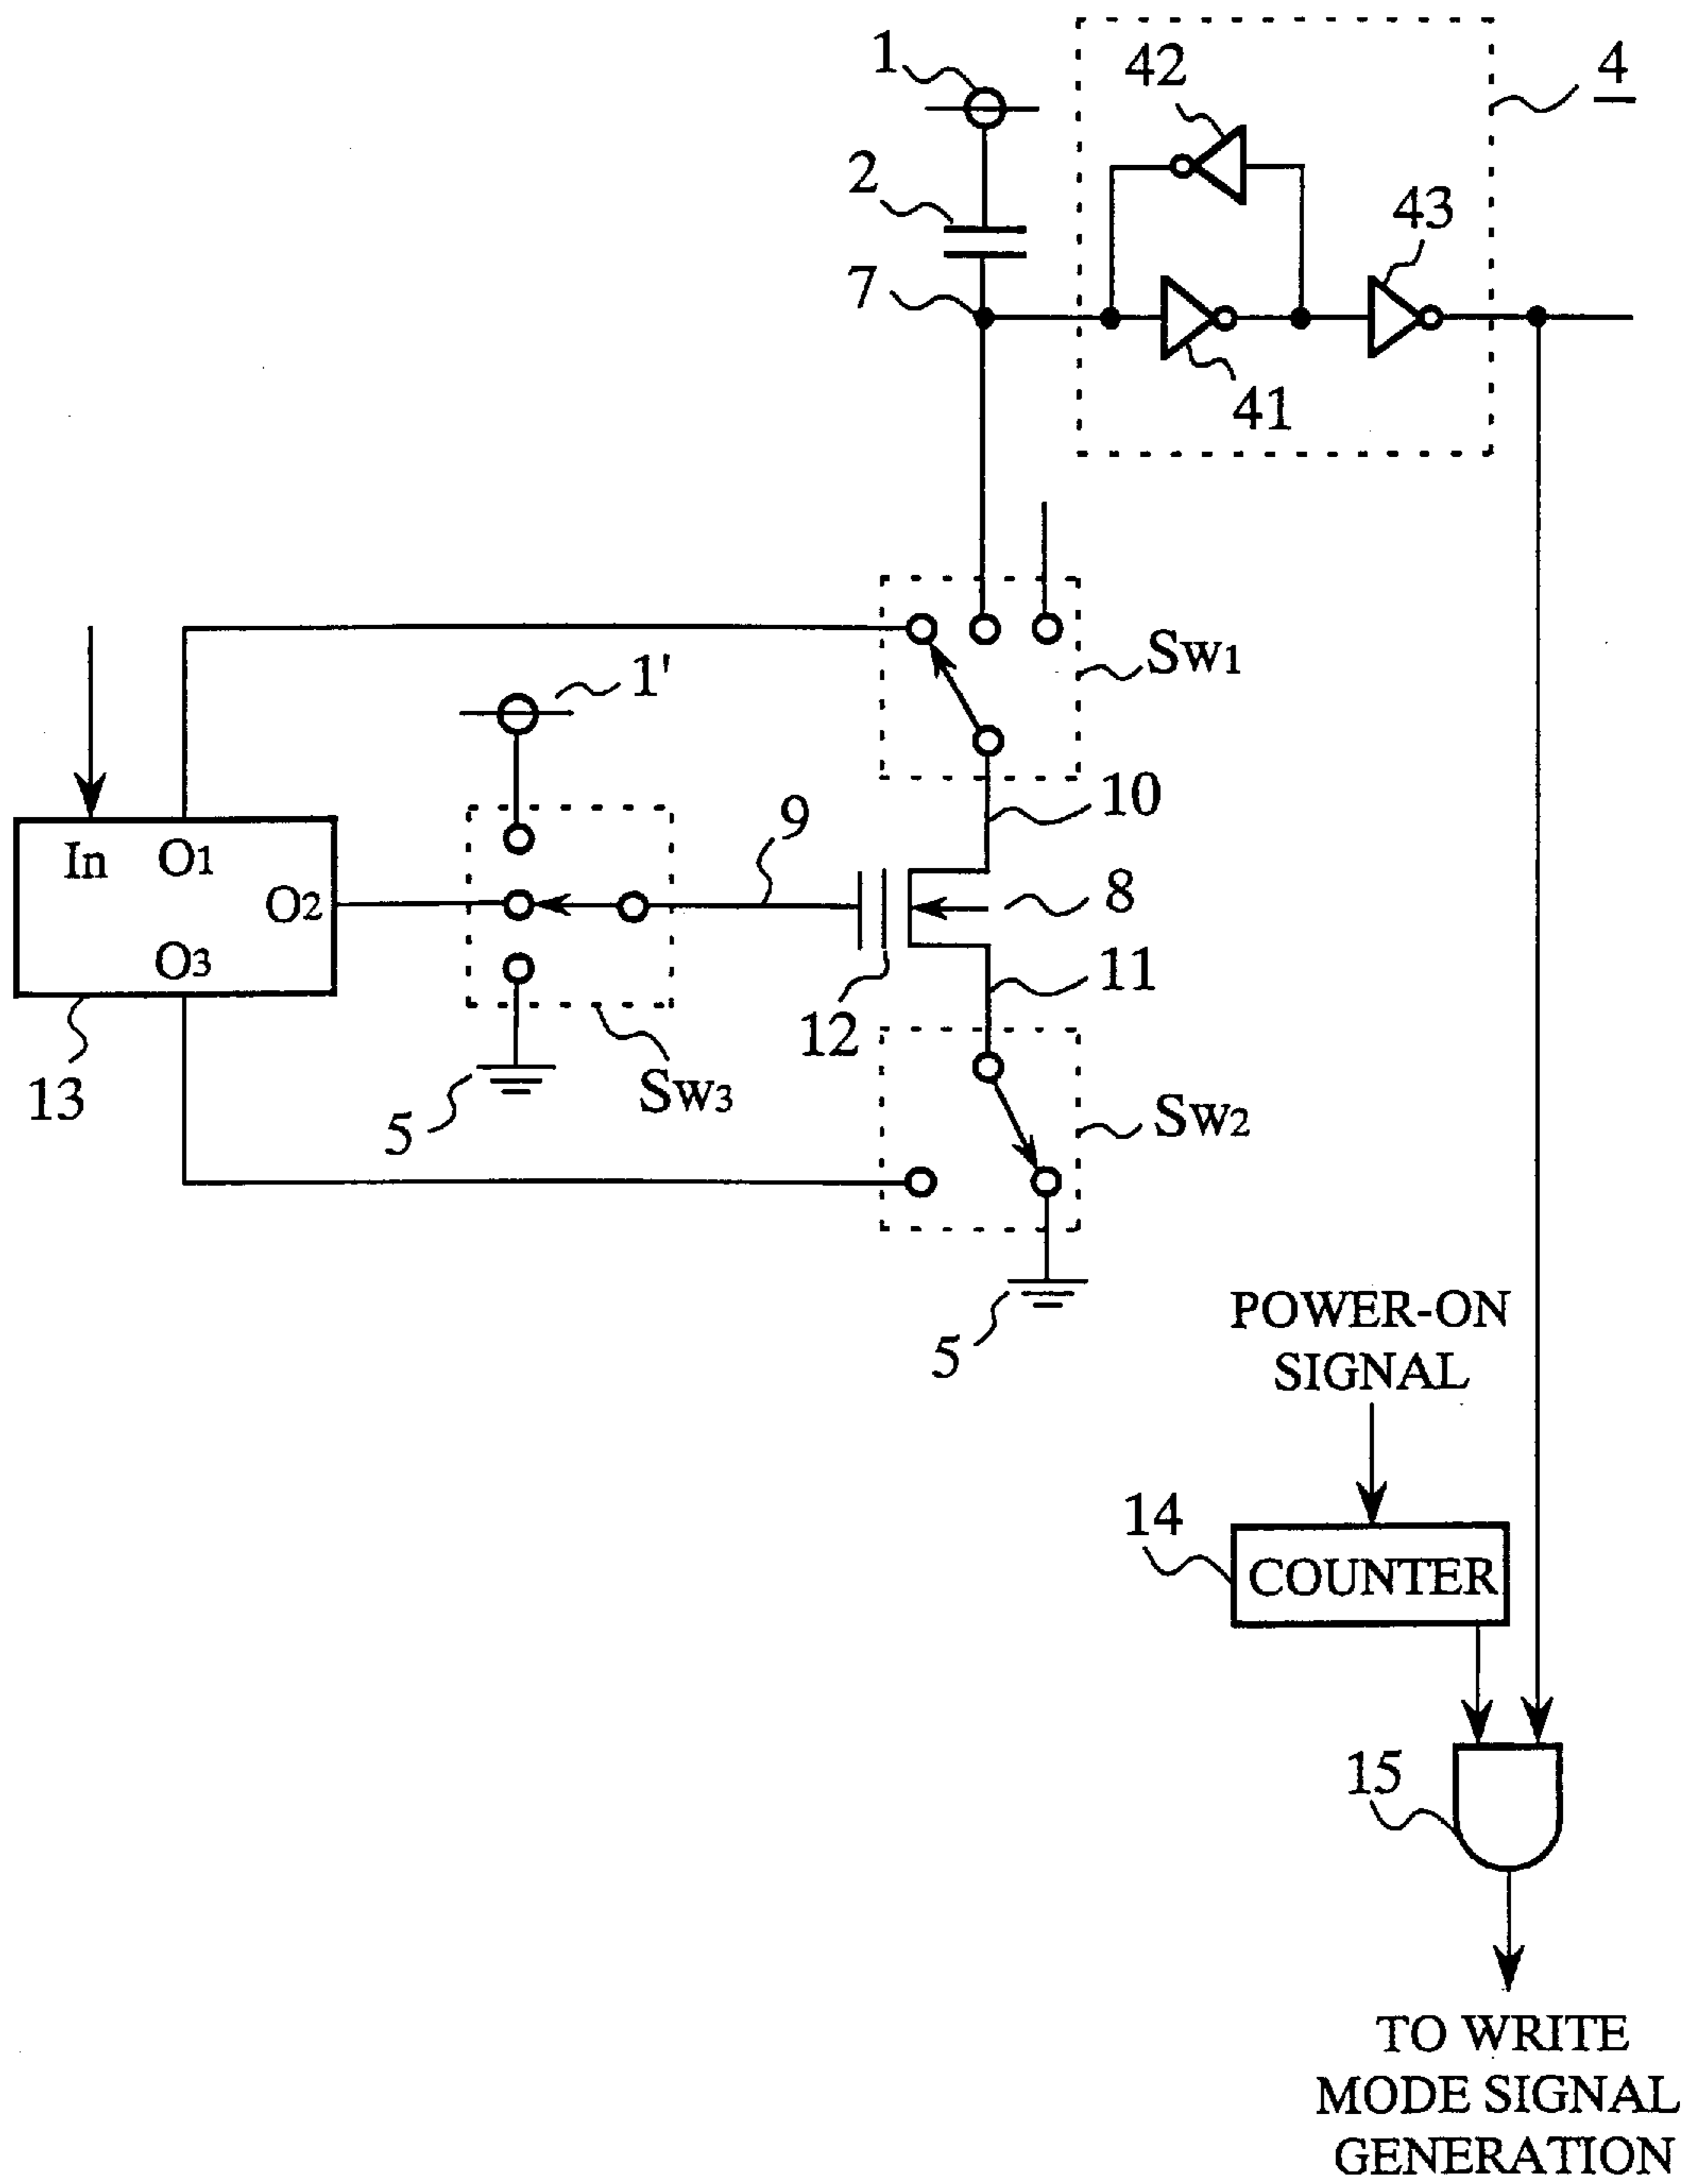 1
42
4
2
43
7
41
SW1
1'
10
In
O1
9
O2
8
O3
11
12
13
SW3
5
SW2
5
POWER-ON
SIGNAL
14
COUNTER
15
TO WRITE
MODE SIGNAL
GENERATION